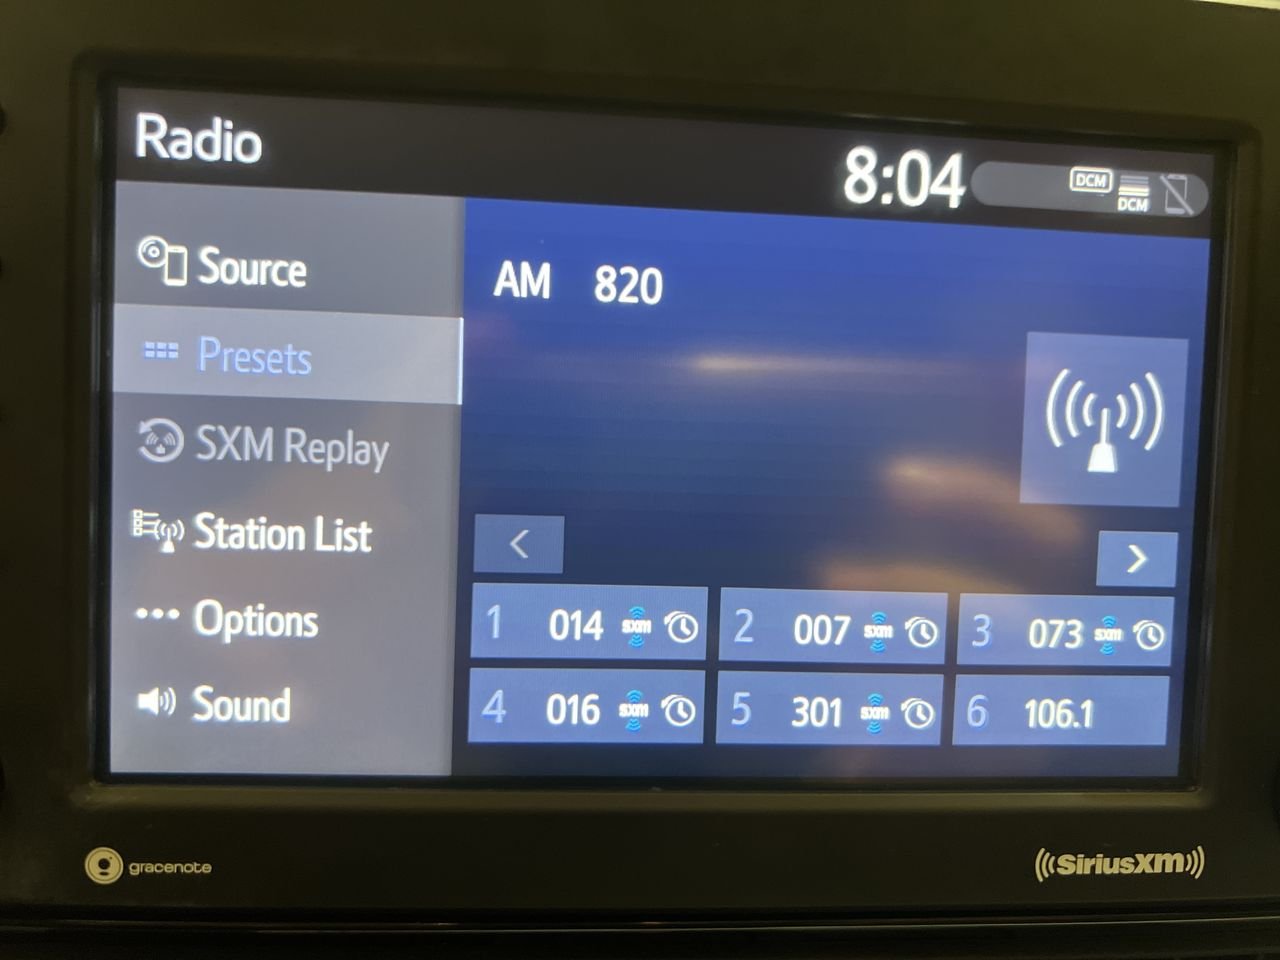 Radio
8:04
DCM
DCM
Source
Presets
SXM Replay
Station List
Options
Sound
AM 820
<
>
1 014 sxm
2 007 sxm
3 073 sxm
4 016 sxm
5 301 sxm
6 106.1
gracenote
((SiriusXM))